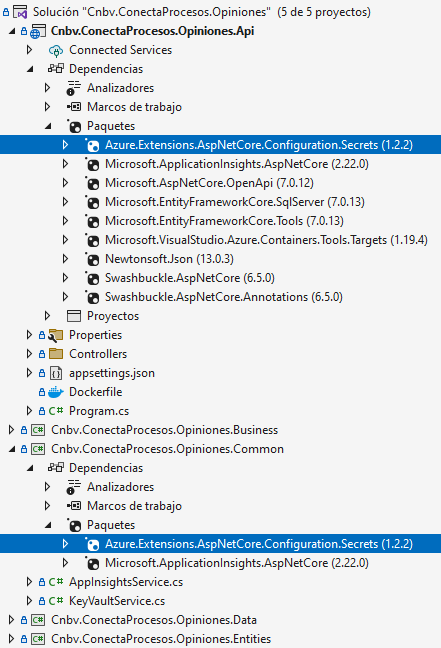 Solución "Cnbv.ConectaProcesos.Opiniones" (5 de 5 proyectos)
Cnbv.ConectaProcesos.Opiniones.Api
Connected Services
Dependencias
Analizadores
Marcos de trabajo
Paquetes
Azure.Extensions.AspNetCore.Configuration.Secrets (1.2.2)
Microsoft.ApplicationInsights.AspNetCore (2.22.0)
Microsoft.AspNetCore.OpenApi (7.0.12)
Microsoft.EntityFrameworkCore.SqlServer (7.0.13)
Microsoft.EntityFrameworkCore.Tools (7.0.13)
Microsoft.VisualStudio.Azure.Containers.Tools.Targets (1.19.4)
Newtonsoft.Json (13.0.3)
Swashbuckle.AspNetCore (6.5.0)
Swashbuckle.AspNetCore.Annotations (6.5.0)
Proyectos
Properties
Controllers
appsettings.json
Dockerfile
C# Program.cs
C# Cnbv.ConectaProcesos.Opiniones.Business
C# Cnbv.ConectaProcesos.Opiniones.Common
Dependencias
Analizadores
Marcos de trabajo
Paquetes
Azure.Extensions.AspNetCore.Configuration.Secrets (1.2.2)
Microsoft.ApplicationInsights.AspNetCore (2.22.0)
C# AppInsightsService.cs
C# KeyVaultService.cs
C# Cnbv.ConectaProcesos.Opiniones.Data
C# Cnbv.ConectaProcesos.Opiniones.Entities